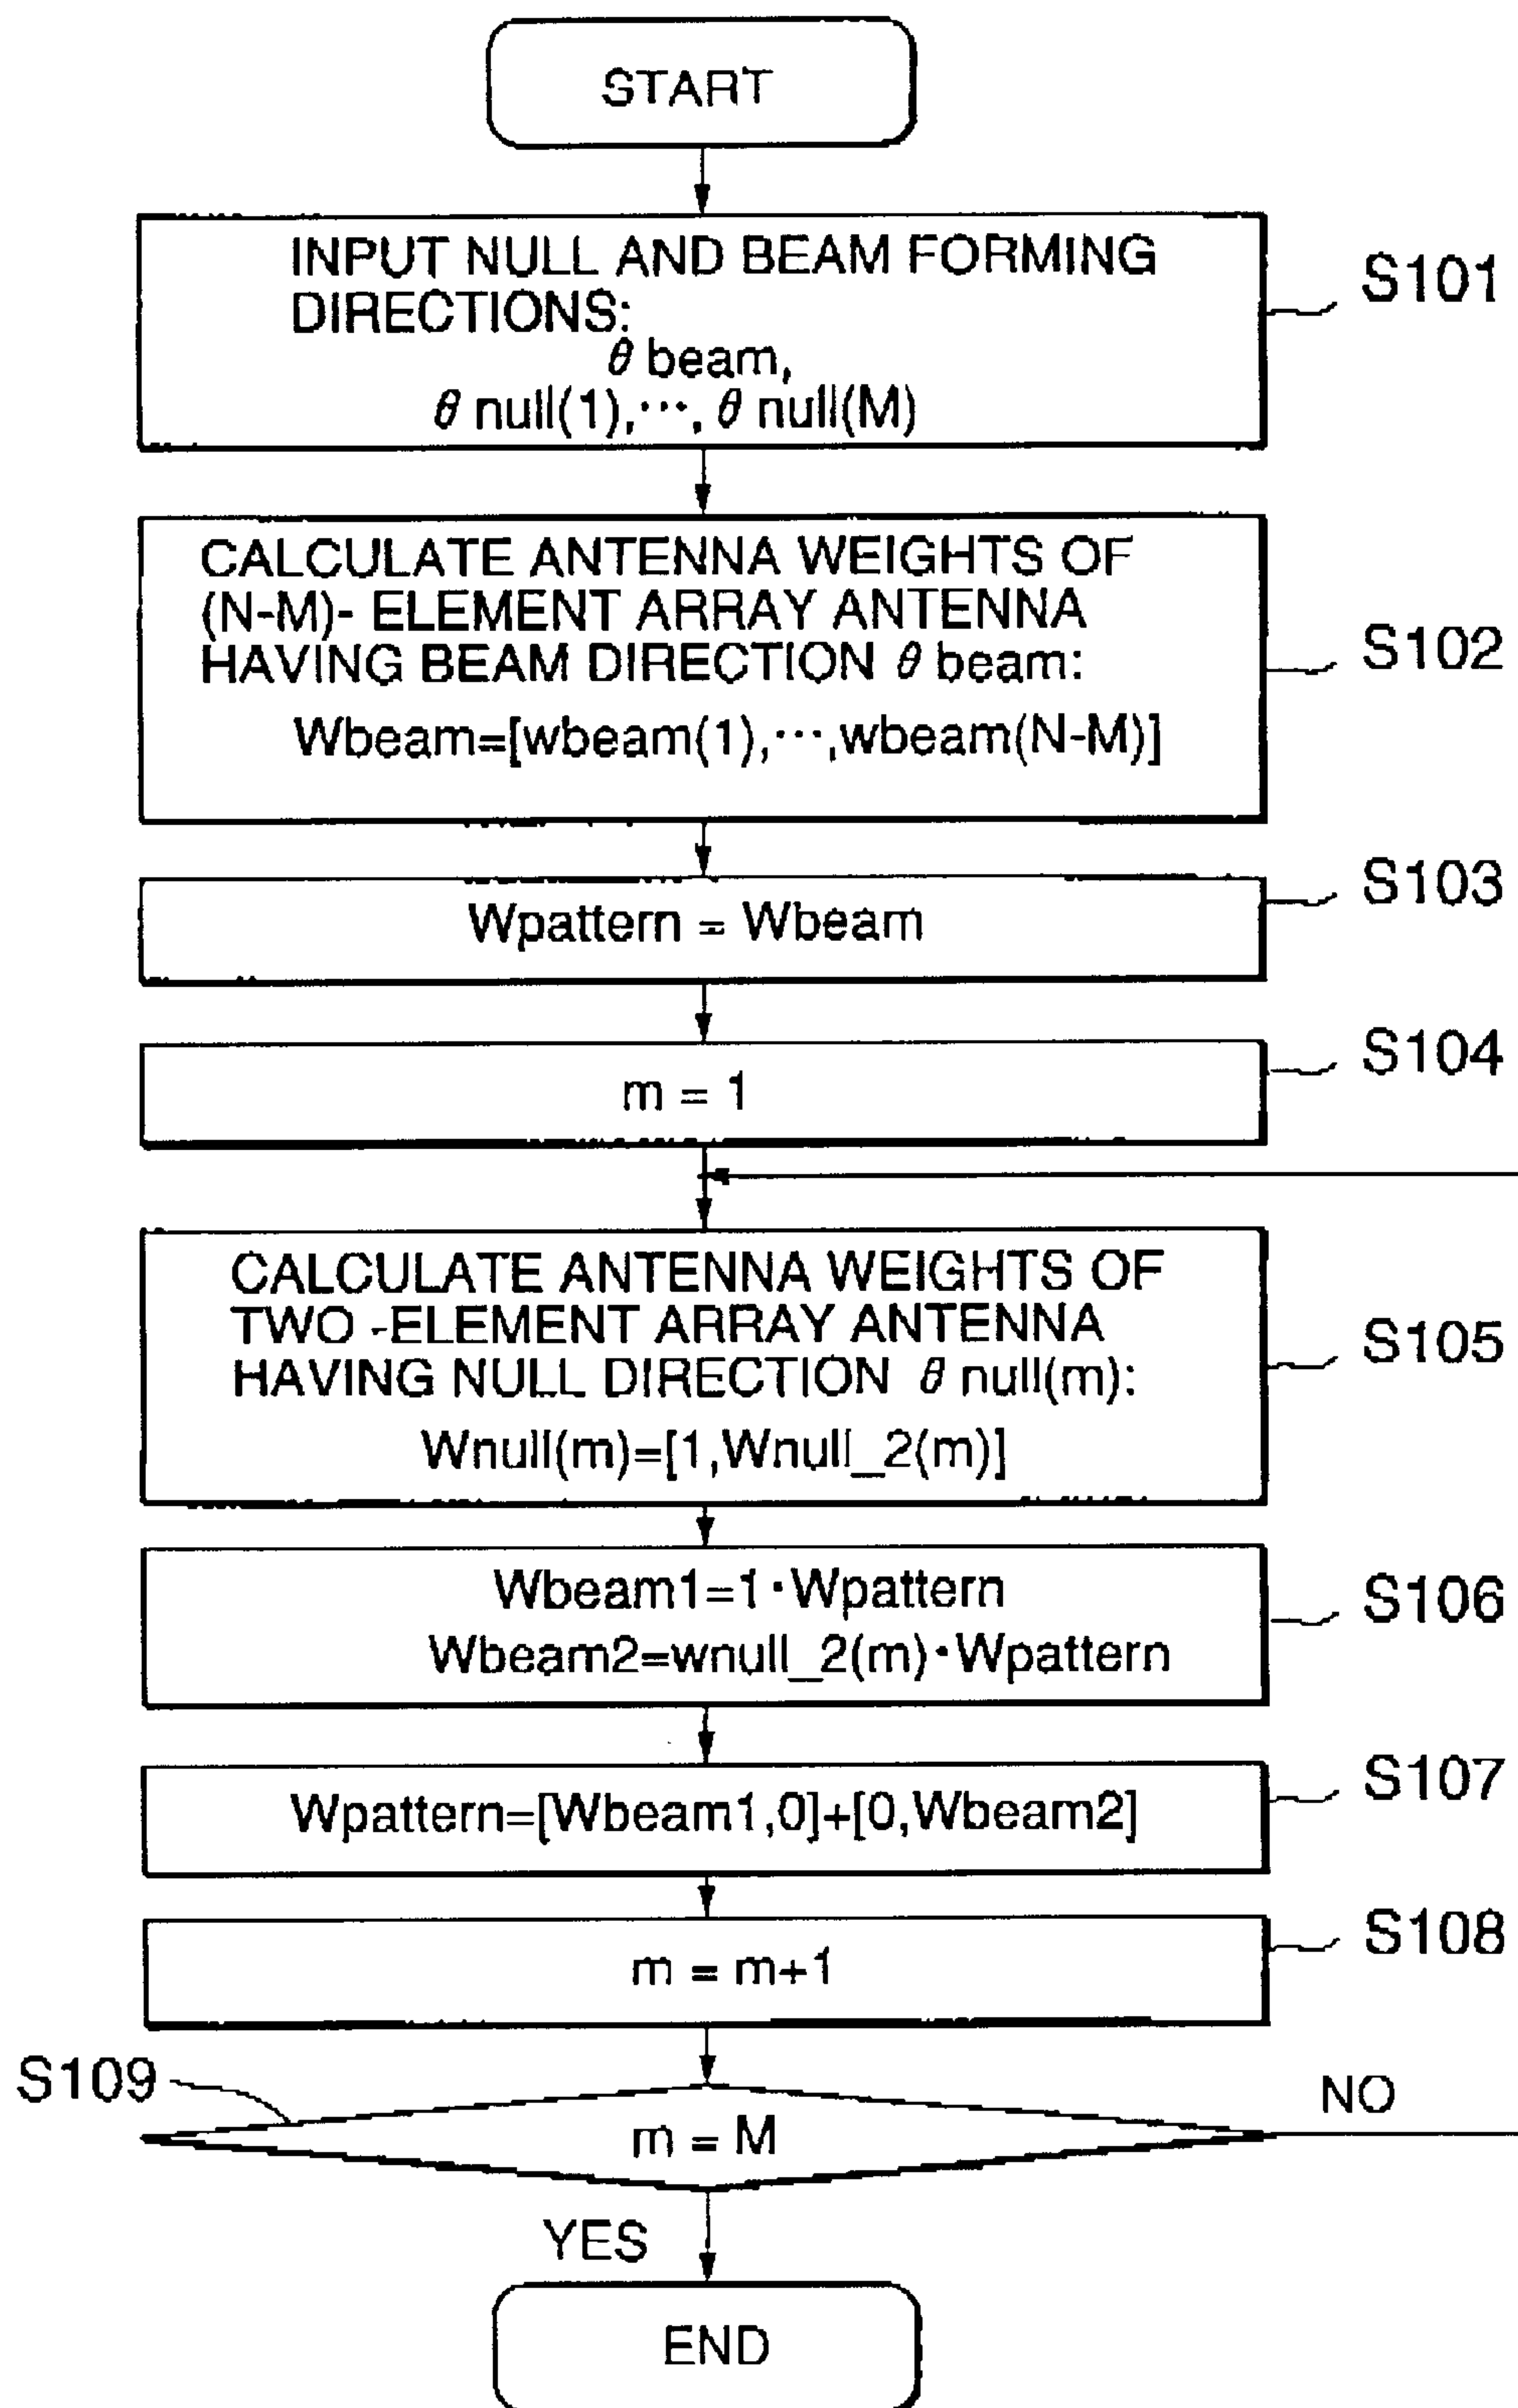 START
INPUT NULL AND BEAM FORMING
DIRECTIONS:
θ beam,
θ null(1),···, θ null(M)
S101
CALCULATE ANTENNA WEIGHTS OF
(N-M)- ELEMENT ARRAY ANTENNA
HAVING BEAM DIRECTION θ beam:
Wbeam=[wbeam(1),···,wbeam(N-M)]
S102
Wpattern = Wbeam
S103
m = 1
S104
CALCULATE ANTENNA WEIGHTS OF
TWO -ELEMENT ARRAY ANTENNA
HAVING NULL DIRECTION θ null(m):
Wnull(m)=[1,Wnull_2(m)]
S105
Wbeam1=1·Wpattern
Wbeam2=wnull_2(m)·Wpattern
S106
Wpattern=[Wbeam1,0]+[0,Wbeam2]
S107
m = m+1
S108
S109
m = M
NO
YES
END